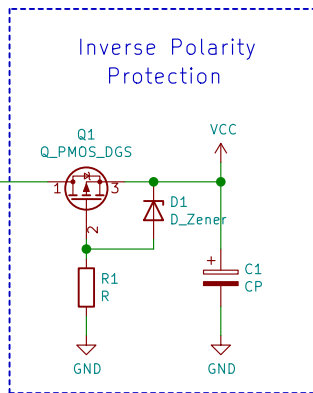 Inverse Polarity
Protection
Q1
Q_PMOS_DGS
VCC
1
3
2
D1
D_Zener
R1
R
+
C1
CP
GND
GND